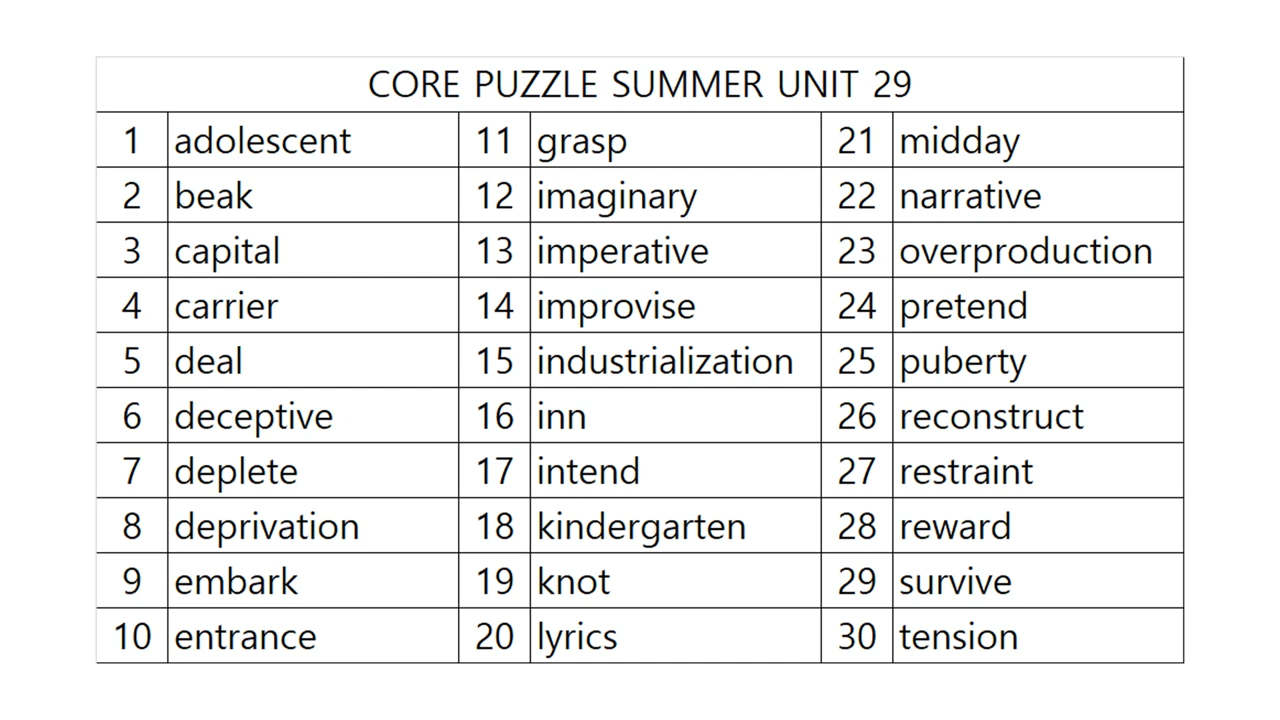 CORE PUZZLE SUMMER UNIT 29
1 adolescent 11 grasp 21 midday
2 beak 12 imaginary 22 narrative
3 capital 13 imperative 23 overproduction
4 carrier 14 improvise 24 pretend
5 deal 15 industrialization 25 puberty
6 deceptive 16 inn 26 reconstruct
7 deplete 17 intend 27 restraint
8 deprivation 18 kindergarten 28 reward
9 embark 19 knot 29 survive
10 entrance 20 lyrics 30 tension